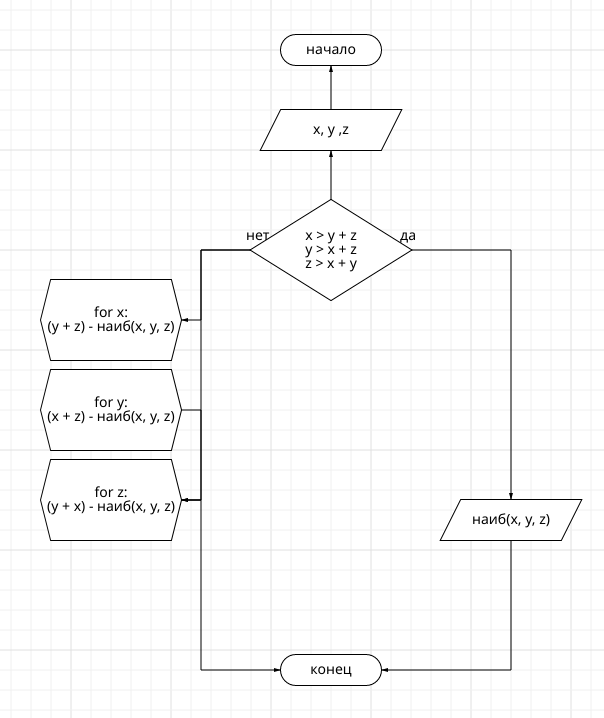 начало
x, y ,z
нет
да
x > y + z
y > x + z
z > x + y
for x:
(y + z) - наиб(x, y, z)
for y:
(x + z) - наиб(x, y, z)
for z:
(y + x) - наиб(x, y, z)
наиб(x, y, z)
конец